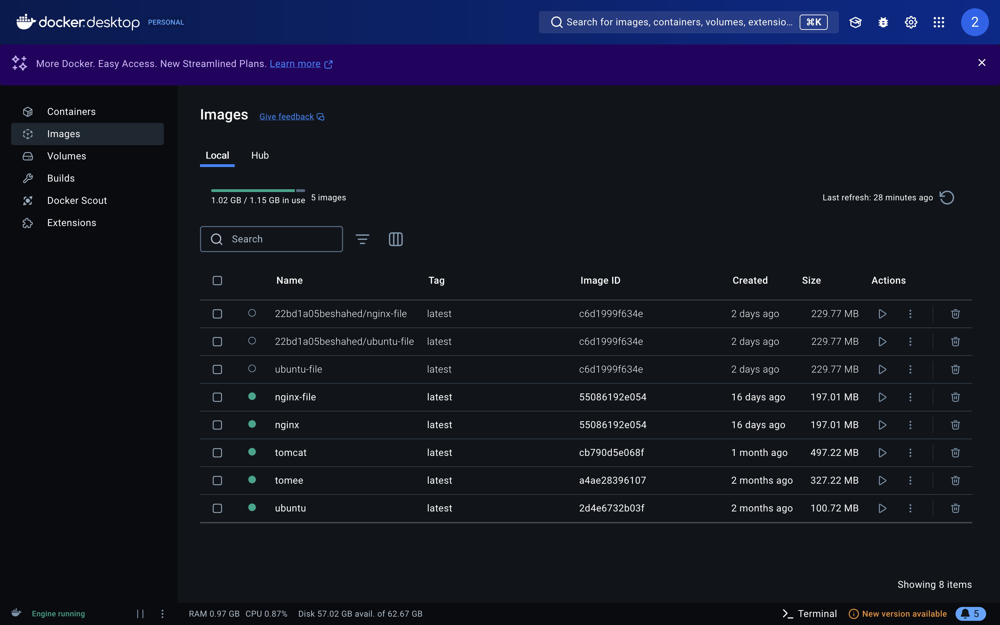 docker.desktop PERSONAL Search for images, containers, volumes, extensio... ⌘K 2
More Docker. Easy Access. New Streamlined Plans. Learn more
Containers
Images
Volumes
Builds
Docker Scout
Extensions
Images Give feedback
Local Hub
1.02 GB / 1.15 GB in use 5 images Last refresh: 28 minutes ago
Search
Name Tag Image ID Created Size Actions
22bd1a05beshahed/nginx-file latest c6d1999f634e 2 days ago 229.77 MB
22bd1a05beshahed/ubuntu-file latest c6d1999f634e 2 days ago 229.77 MB
ubuntu-file latest c6d1999f634e 2 days ago 229.77 MB
nginx-file latest 55086192e054 16 days ago 197.01 MB
nginx latest 55086192e054 16 days ago 197.01 MB
tomcat latest cb790d5e068f 1 month ago 497.22 MB
tomee latest a4ae28396107 2 months ago 327.22 MB
ubuntu latest 2d4e6732b03f 2 months ago 100.72 MB
Showing 8 items
Engine running RAM 0.97 GB CPU 0.87% Disk 57.02 GB avail. of 62.67 GB Terminal New version available 5